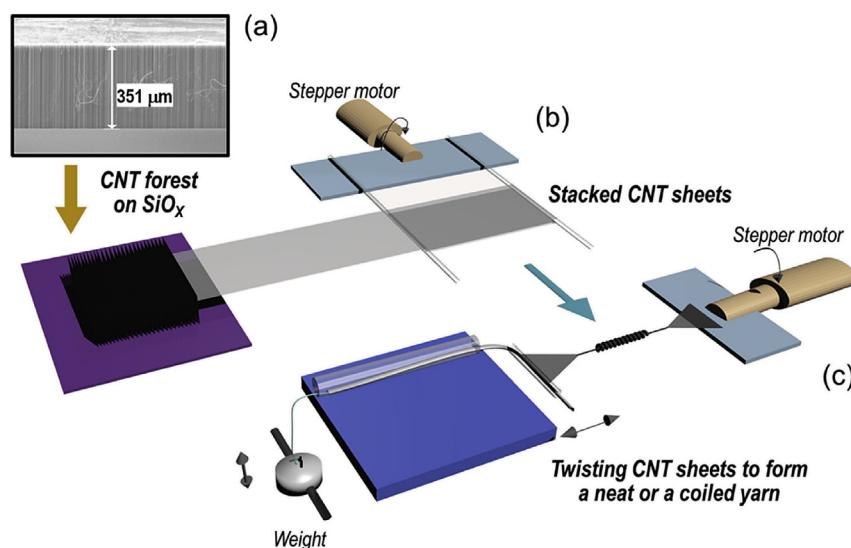 (a)
351 µm
Stepper motor
(b)
CNT forest
on SiOX
Stacked CNT sheets
Stepper motor
(c)
Twisting CNT sheets to form
a neat or a coiled yarn
Weight